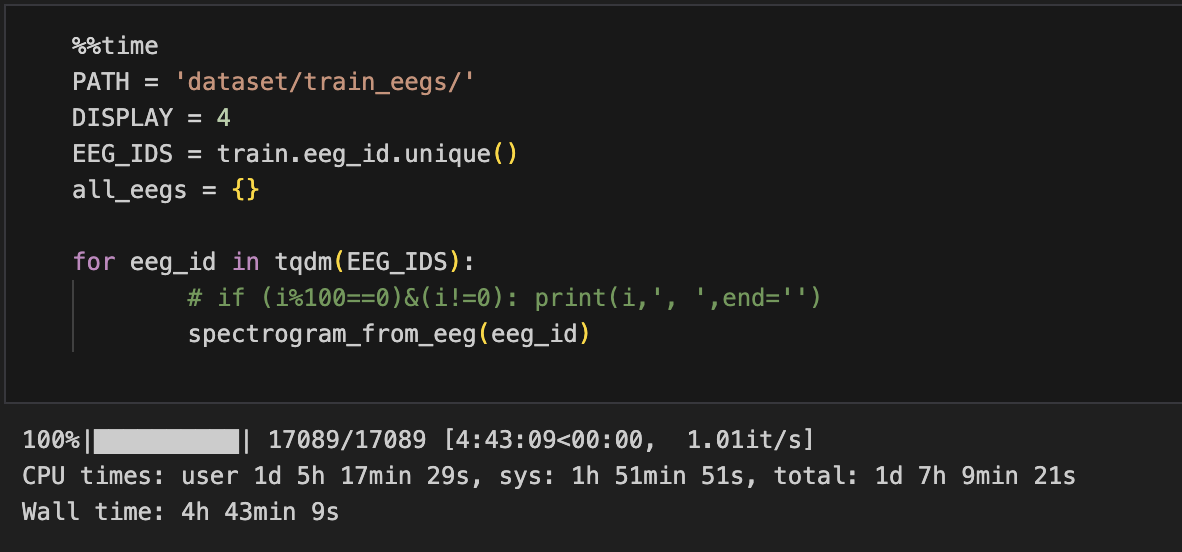 %%time
PATH = 'dataset/train_eegs/'
DISPLAY = 4
EEG_IDS = train.eeg_id.unique()
all_eegs = {}
for eeg_id in tqdm(EEG_IDS):
# if (i%100==0)&(i!=0): print(i,', ',end='')
spectrogram_from_eeg(eeg_id)
100%|██████████| 17089/17089 [4:43:09<00:00,  1.01it/s]
CPU times: user 1d 5h 17min 29s, sys: 1h 51min 51s, total: 1d 7h 9min 21s
Wall time: 4h 43min 9s